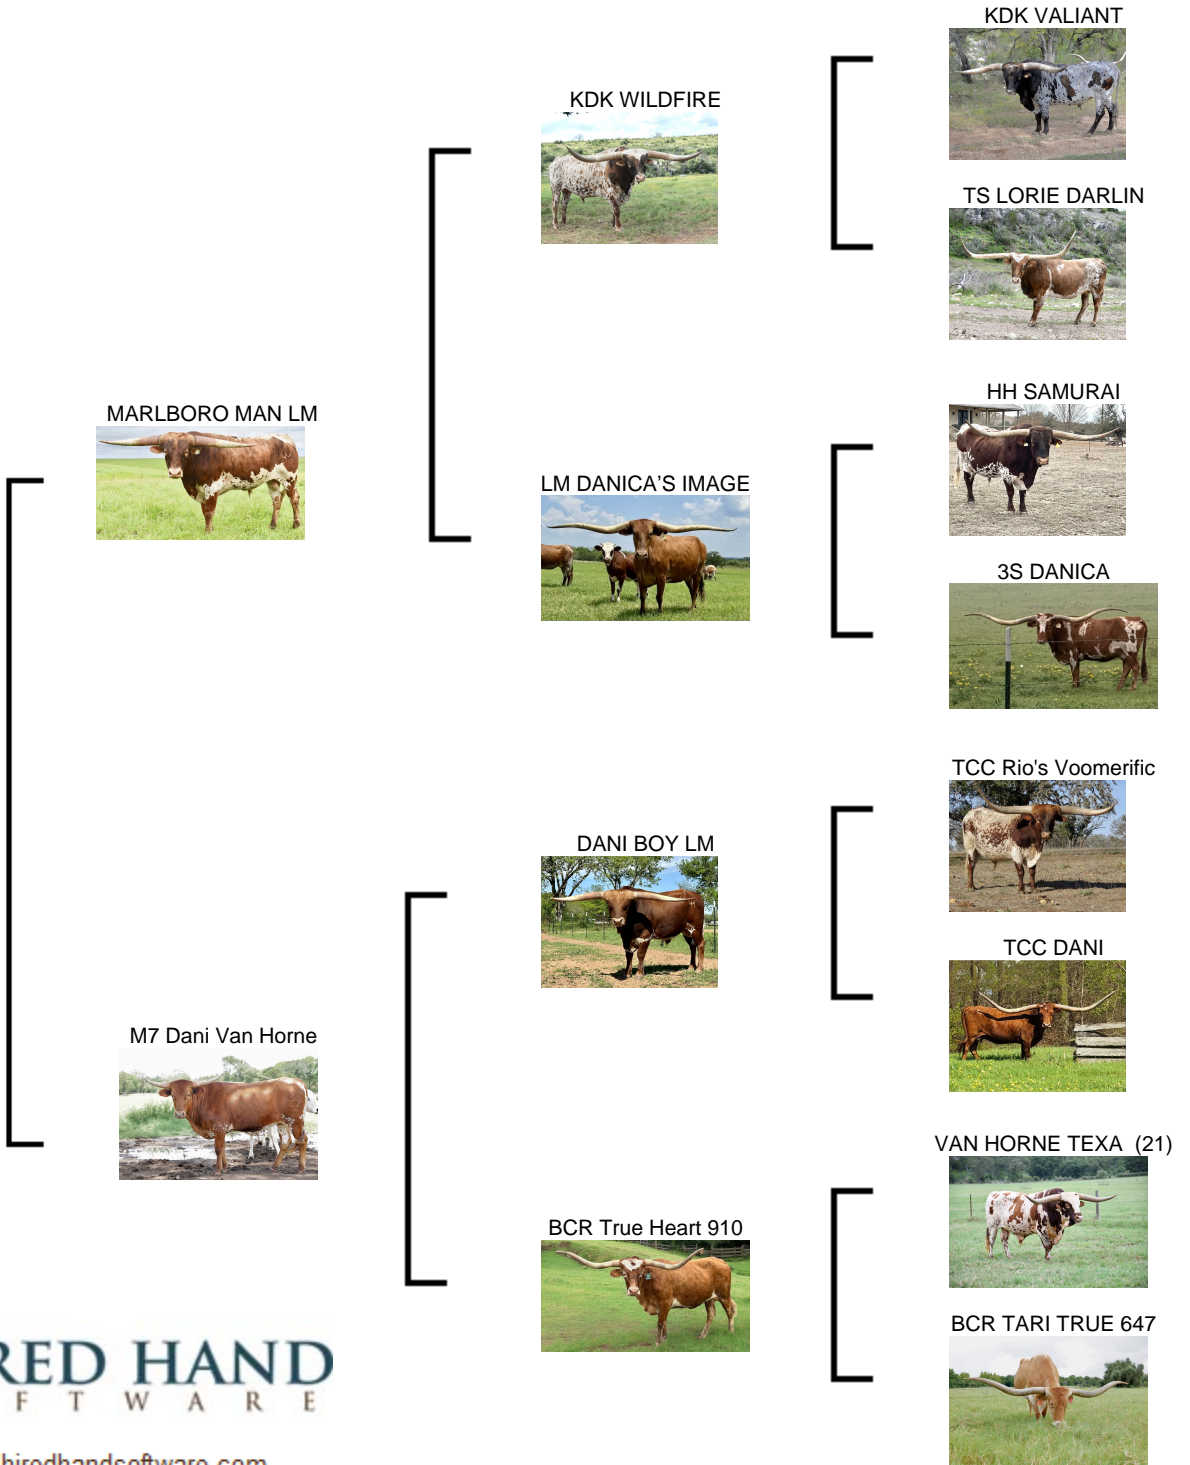 KDK VALIANT
KDK WILDFIRE
TS LORIE DARLIN
HH SAMURAI
MARLBORO MAN LM
LM DANICA'S IMAGE
3S DANICA
TCC Rio's Voomerific
DANI BOY LM
TCC DANI
M7 Dani Van Horne
VAN HORNE TEXA (21)
BCR True Heart 910
BCR TARI TRUE 647
RED HAND
F T W A R E
hiredhandsoftware.com